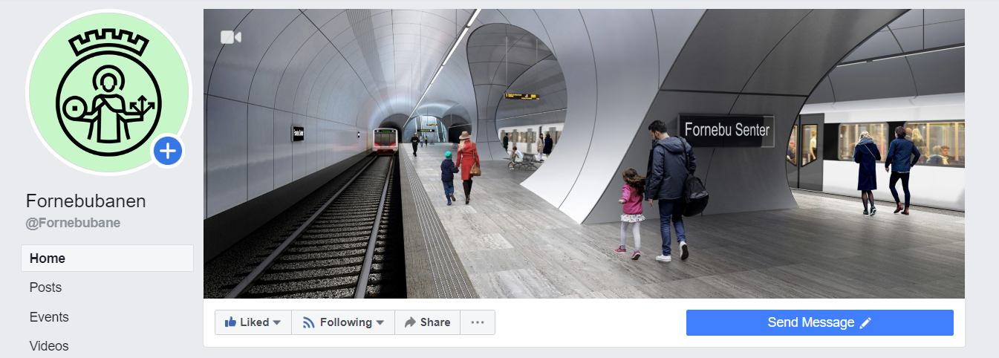 Fornebubanen
@Fornebubane
Home
Posts
Events
Videos
Fornebu Senter
Liked
Following
Share
Send Message